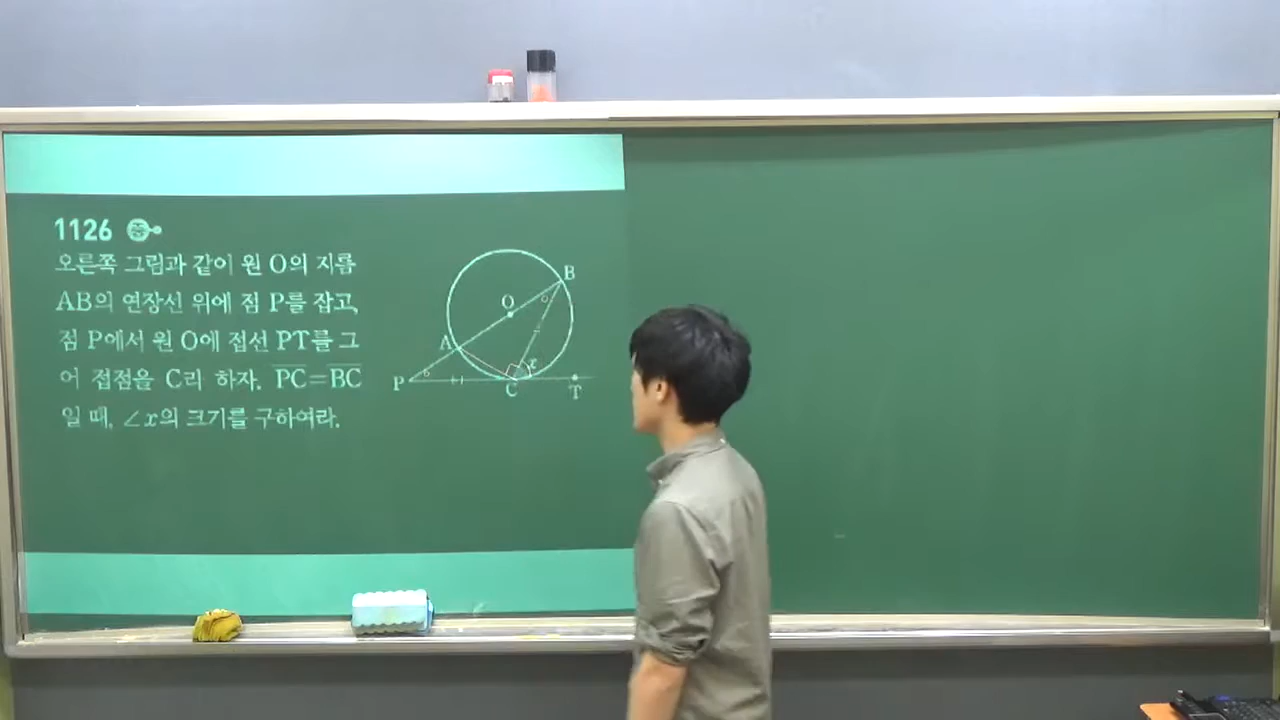 1126
오른쪽 그림과 같이 원 O의 지름
AB의 연장선 위에 점 P를 잡고,
점 P에서 원 O에 접선 PT를 그
어 접점을 C라 하자. PC=BC
일 때, ∠x의 크기를 구하여라.
B
O
A
x
P
C
T